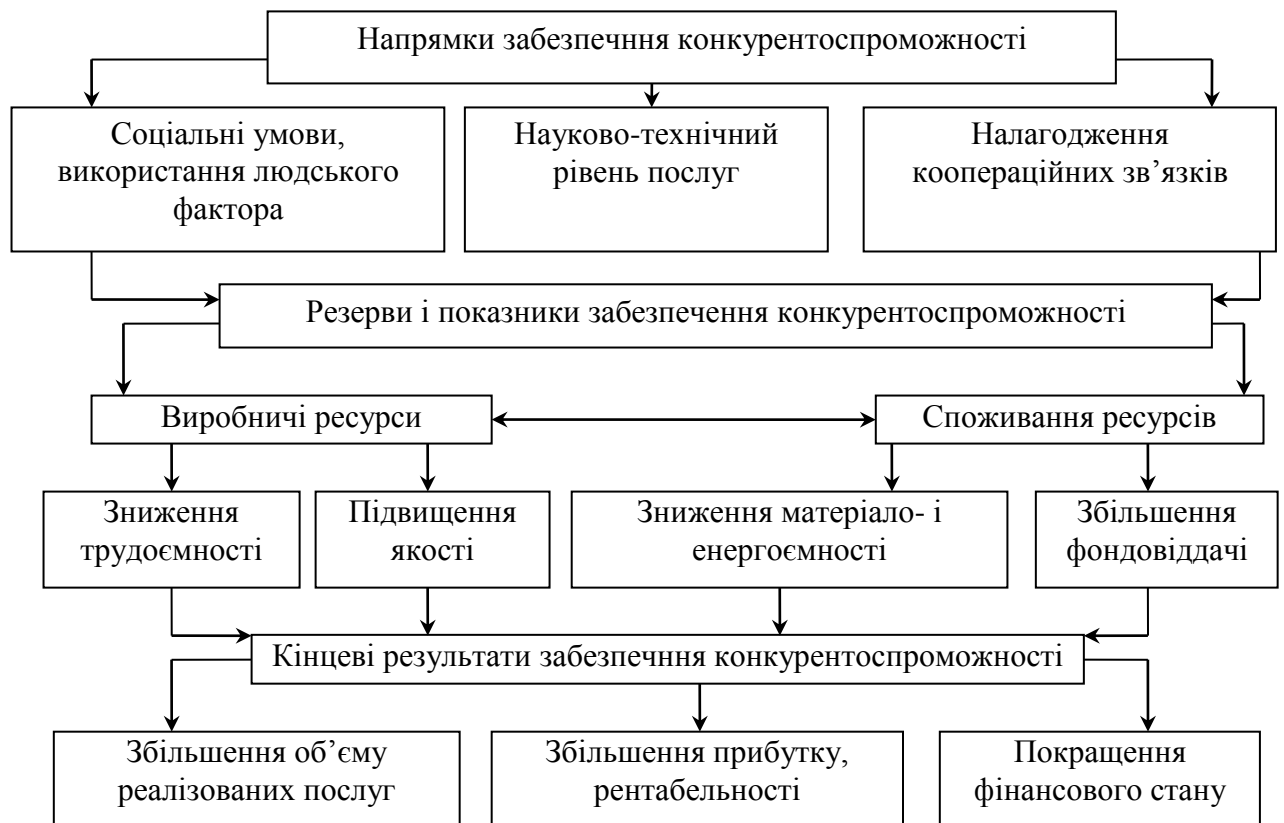 Напрямки забезпечння конкурентоспроможності
Соціальні умови,
використання людського
фактора
Науково-технічний
рівень послуг
Налагодження
коопераційних зв’язків
Резерви і показники забезпечення конкурентоспроможності
Виробничі ресурси
Споживання ресурсів
Зниження
трудоємності
Підвищення
якості
Зниження матеріало- і
енергоємності
Збільшення
фондовіддачі
Кінцеві результати забезпечння конкурентоспроможності
Збільшення об’єму
реалізованих послуг
Збільшення прибутку,
рентабельності
Покращення
фінансового стану